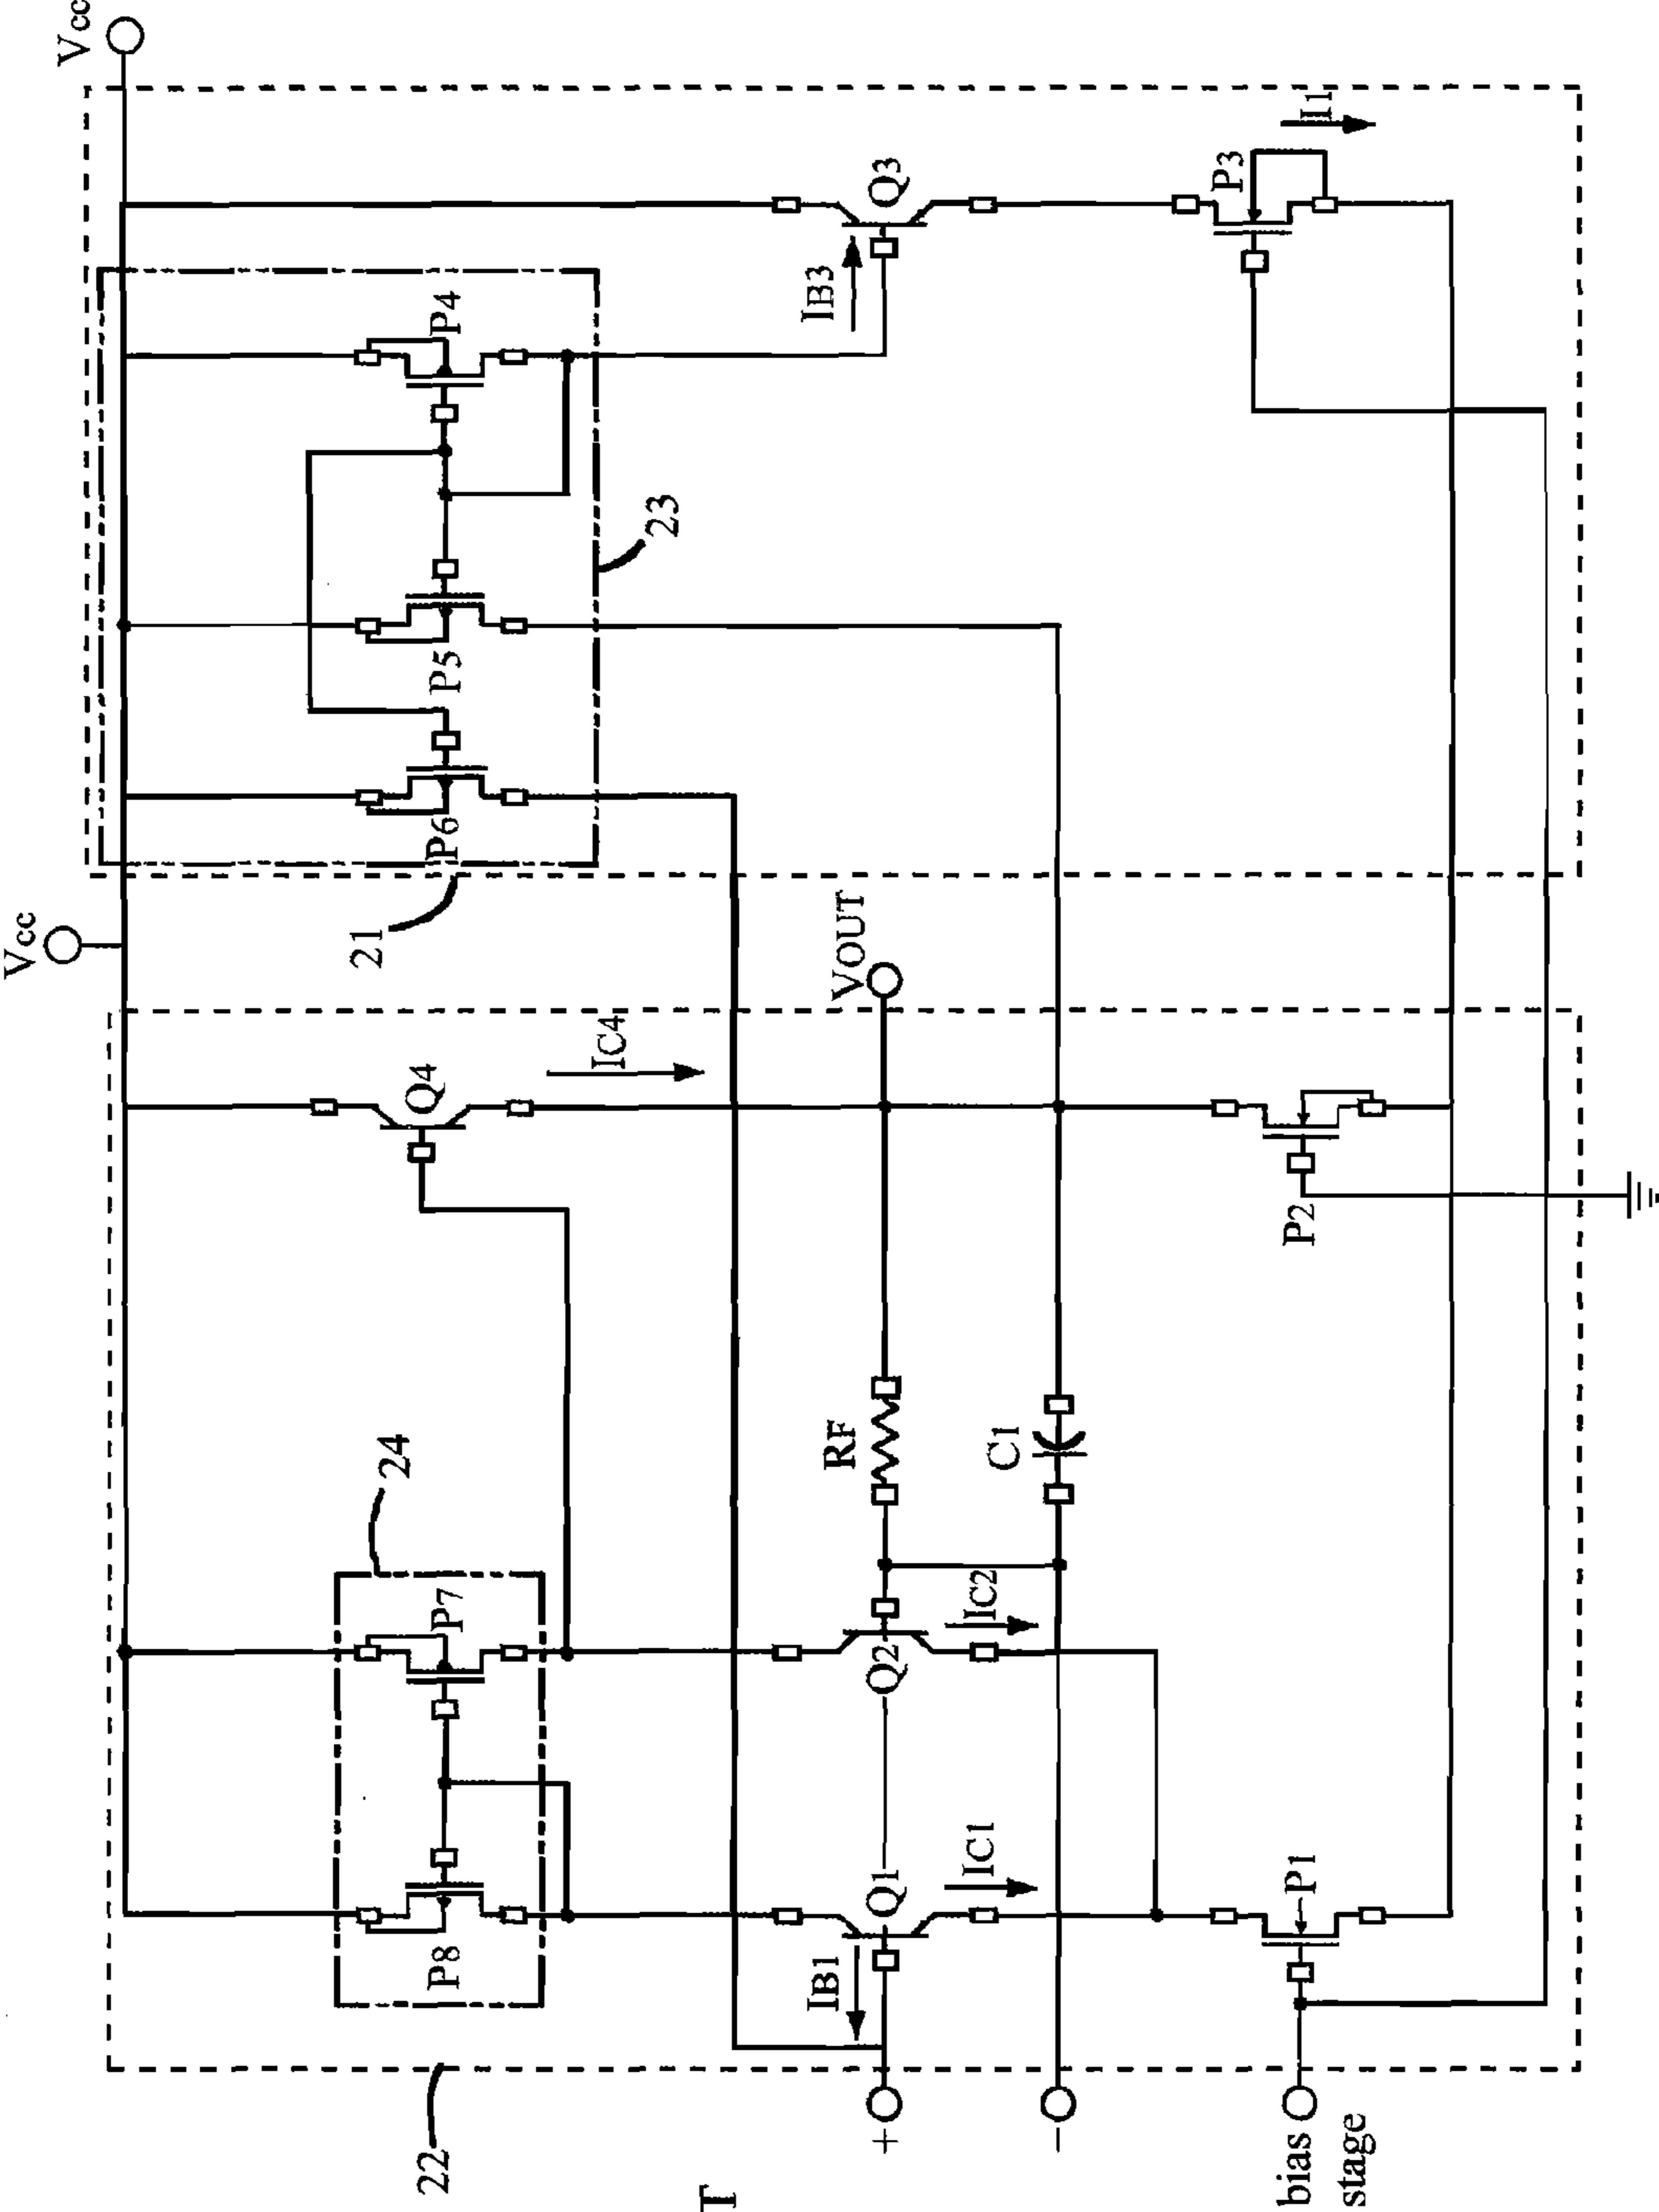 Vcc
Vcc
P4
P5
P6
23
21
IB3
Q3
P3
I1
Q4
IC4
VOUT
24
P7
P8
RF
C1
Q2
IC2
Q1
IC1
IB1
P2
P1
22
+
-
bias
stage
T